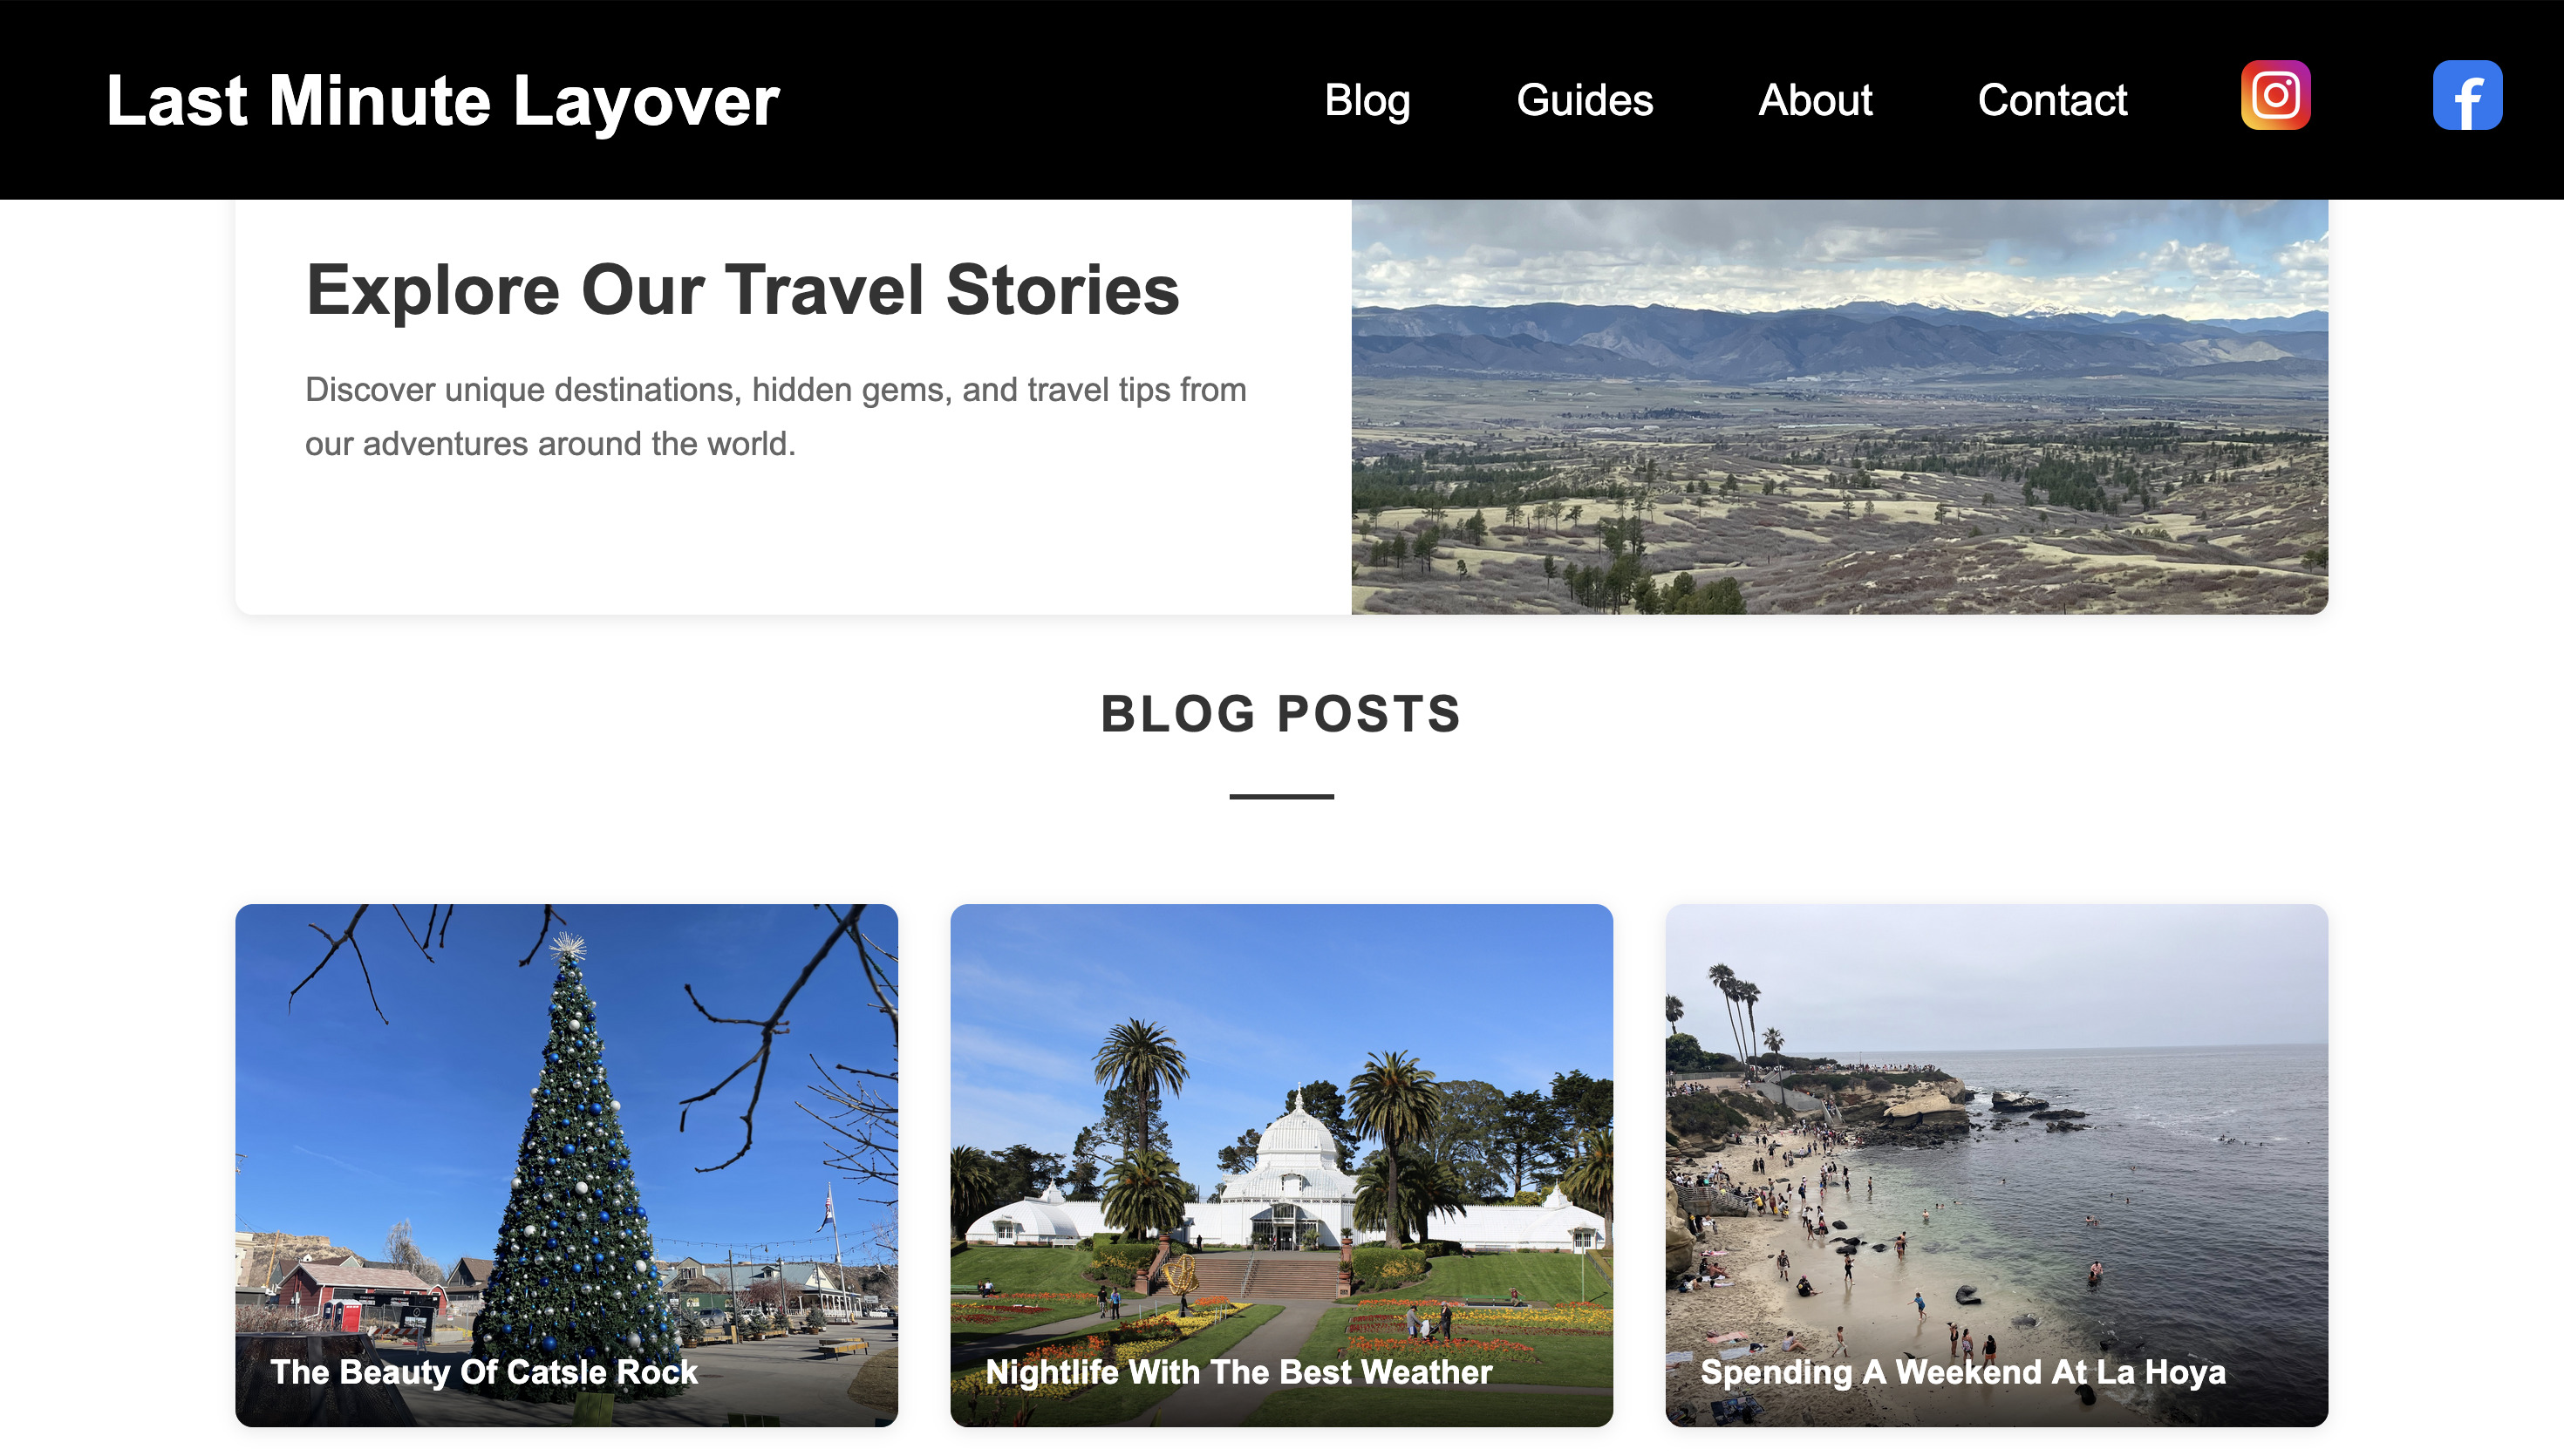 Last Minute Layover
Blog
Guides
About
Contact
Explore Our Travel Stories
Discover unique destinations, hidden gems, and travel tips from
our adventures around the world.
BLOG POSTS
The Beauty Of Catsle Rock
Nightlife With The Best Weather
Spending A Weekend At La Hoya